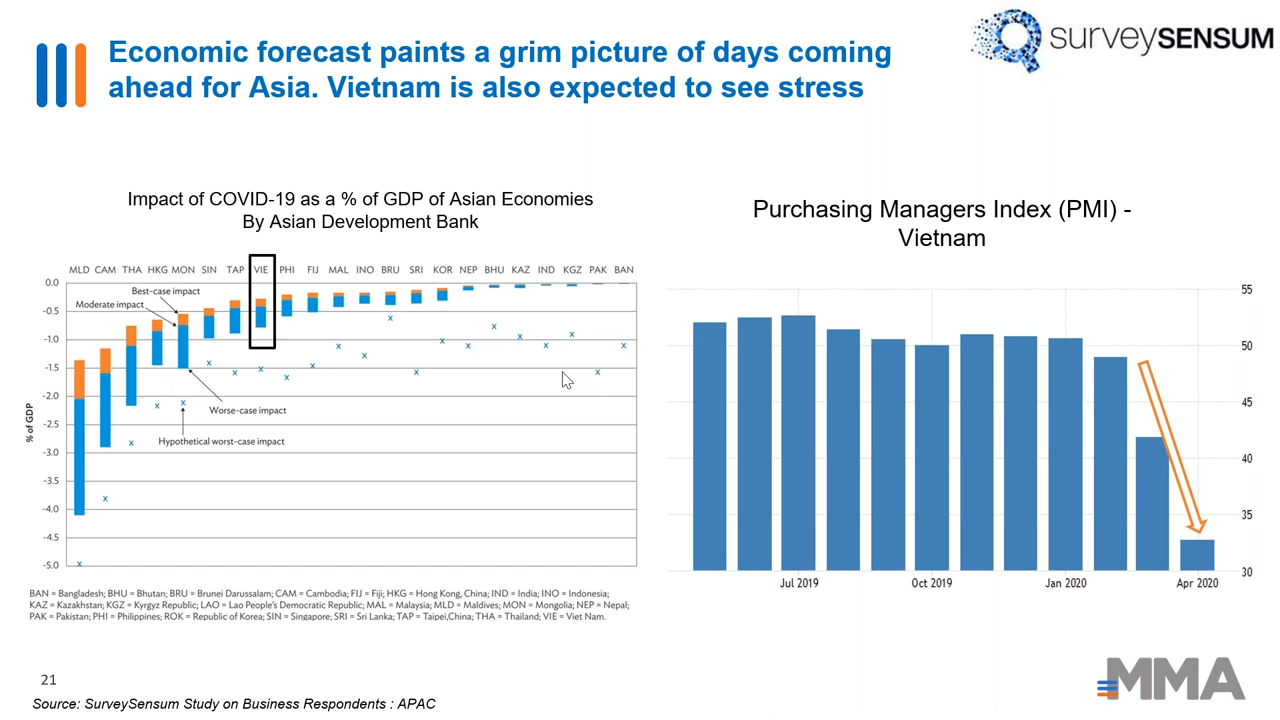 Economic forecast paints a grim picture of days coming
ahead for Asia. Vietnam is also expected to see stress
surveySENSUM
Impact of COVID-19 as a % of GDP of Asian Economies
By Asian Development Bank
MLD CAM THA HKG MON SIN TAP VIE PHI FIJ MAL INO BRU SRI KOR NEP BHU KAZ IND KGZ PAK BAN
0.0
-0.5
-1.0
-1.5
-2.0
-2.5
-3.0
-3.5
-4.0
-4.5
-5.0
% of GDP
Best-case impact
Moderate impact
Worse-case impact
Hypothetical worst-case impact
BAN = Bangladesh; BHU = Bhutan; BRU = Brunei Darussalam; CAM = Cambodia; FIJ = Fiji; HKG = Hong Kong, China; IND = India; INO = Indonesia;
KAZ = Kazakhstan; KGZ = Kyrgyz Republic; LAO = Lao People's Democratic Republic; MAL = Malaysia; MLD = Maldives; MON = Mongolia; NEP = Nepal;
PAK = Pakistan; PHI = Philippines; ROK = Republic of Korea; SIN = Singapore; SRI = Sri Lanka; TAP = Taipei,China; THA = Thailand; VIE = Viet Nam.
Purchasing Managers Index (PMI) -
Vietnam
55
50
45
40
35
30
Jul 2019 Oct 2019 Jan 2020 Apr 2020
21
Source: SurveySensum Study on Business Respondents : APAC
MMA